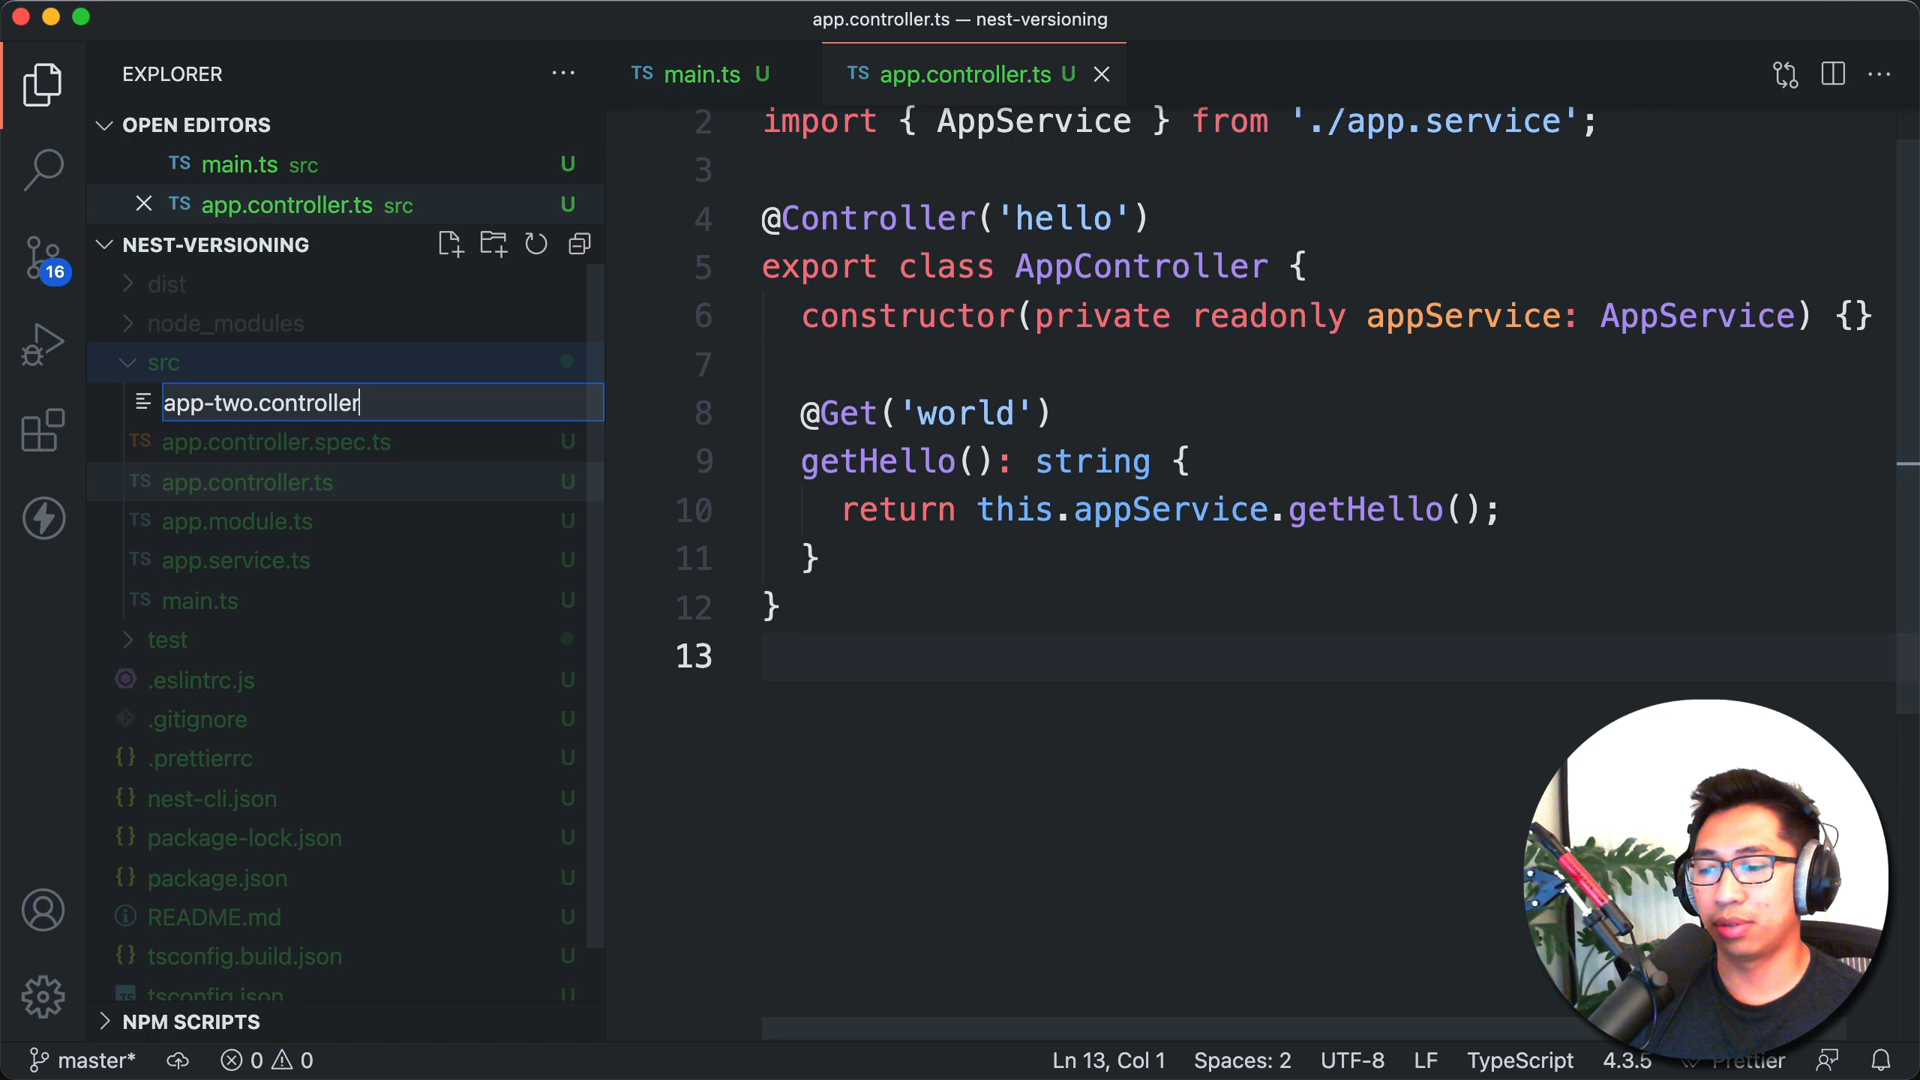 app.controller.ts — nest-versioning
EXPLORER
OPEN EDITORS
TS main.ts src U
TS app.controller.ts src U
NEST-VERSIONING
16
dist
node_modules
src
app-two.controller
TS app.controller.spec.ts U
TS app.controller.ts U
TS app.module.ts U
TS app.service.ts U
TS main.ts U
test
.eslintrc.js U
.gitignore U
{} .prettierrc U
{} nest-cli.json U
{} package-lock.json U
{} package.json U
README.md U
{} tsconfig.build.json U
TS tsconfig.json U
NPM SCRIPTS
TS main.ts U
TS app.controller.ts U
2 import { AppService } from './app.service';
3
4 @Controller('hello')
5 export class AppController {
6 constructor(private readonly appService: AppService) {}
7
8 @Get('world')
9 getHello(): string {
10 return this.appService.getHello();
11 }
12 }
13
master* 0 0
Ln 13, Col 1 Spaces: 2 UTF-8 LF TypeScript 4.3.5 Prettier